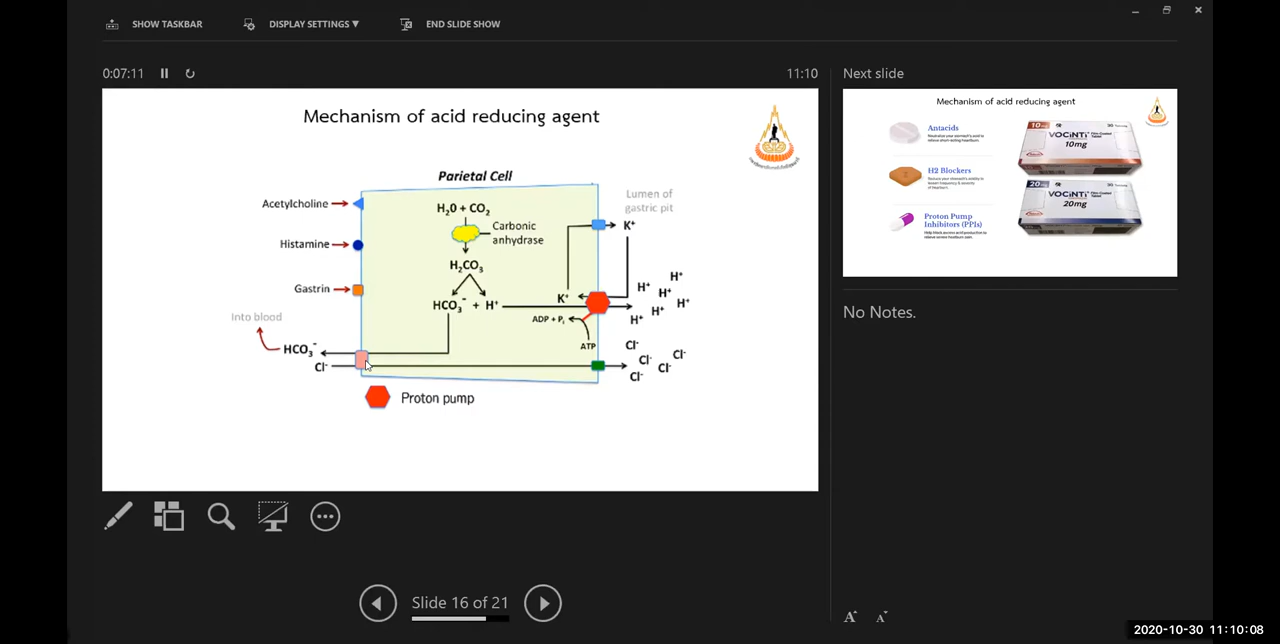 SHOW TASKBAR
DISPLAY SETTINGS ▼
END SLIDE SHOW
0:07:11
11:10
Next slide
Mechanism of acid reducing agent
Parietal Cell
Acetylcholine
Histamine
Gastrin
Into blood
HCO₃⁻
Cl⁻
H₂0 + CO₂
Carbonic
anhydrase
H₂CO₃
HCO₃⁻ + H⁺
K⁺
ADP + Pᵢ
ATP
Lumen of
gastric pit
K⁺
H⁺
H⁺
H⁺
H⁺
H⁺
H⁺
Cl⁻
Cl⁻
Cl⁻
Cl⁻
Cl⁻
Proton pump
Mechanism of acid reducing agent
Antacids
H2 Blockers
Proton Pump
Inhibitors (PPIs)
10mg
VOCINTI
10mg
20mg
VOCINTI
20mg
No Notes.
Slide 16 of 21
2020-10-30 11:10:08